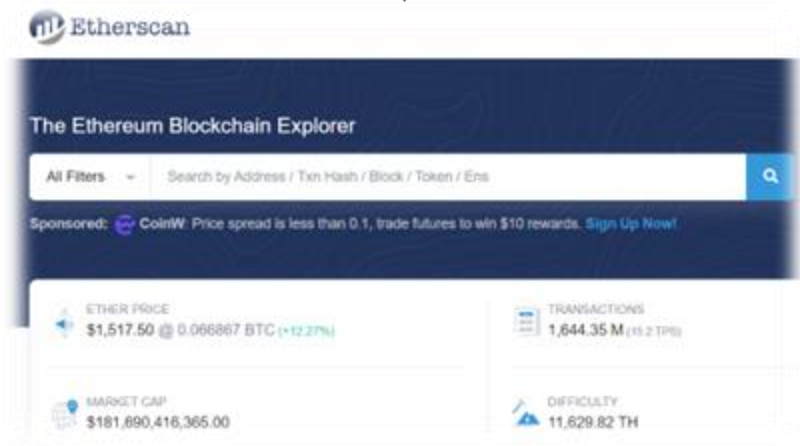 Etherscan
The Ethereum Blockchain Explorer
All Filters
Search by Address / Txn Hash / Block / Token / Ens
Sponsored: CoinW: Price spread is less than 0.1, trade futures to win $10 rewards. Sign Up Now!
ETHER PRICE
$1,517.50 @ 0.066867 BTC (+12.27%)
TRANSACTIONS
1,644.35 M (15.2 TPS)
MARKET CAP
$181,690,416,365.00
DIFFICULTY
11,629.82 TH